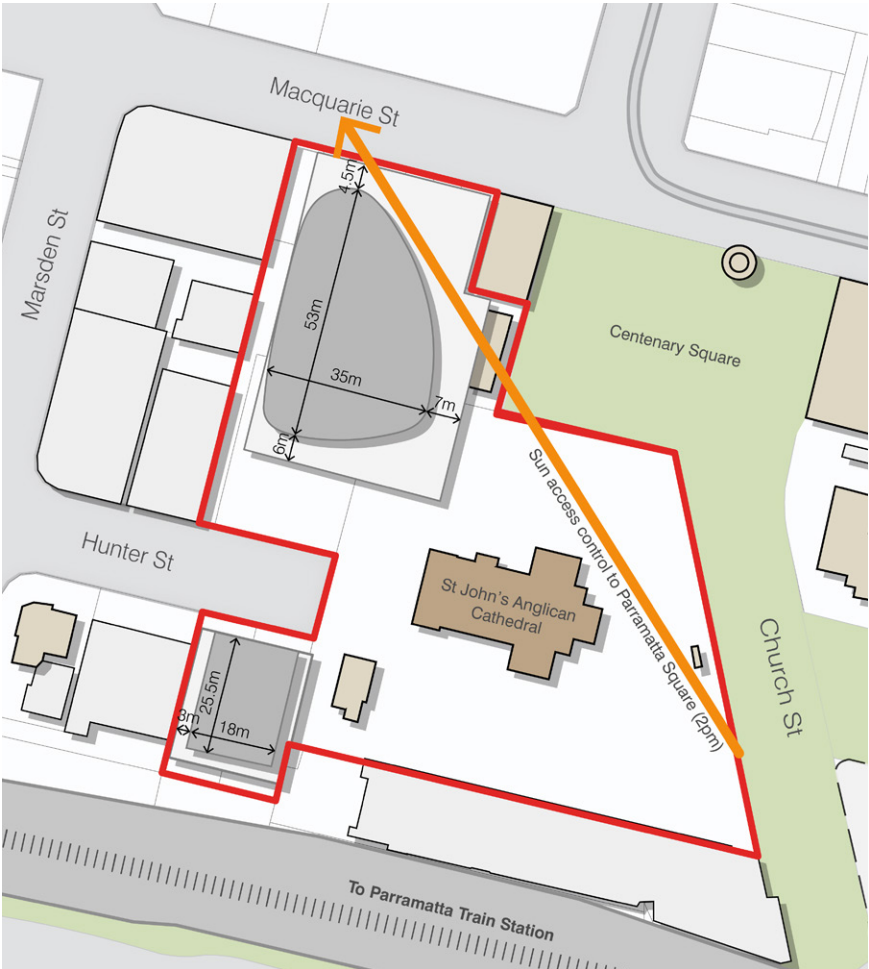 Macquarie St
4.5m
Marsden St
53m
Centenary Square
35m
7m
6m
Sun access control to Parramatta Square (2pm)
Hunter St
St John's Anglican
Cathedral
Church St
25.5m
3m
18m
To Parramatta Train Station